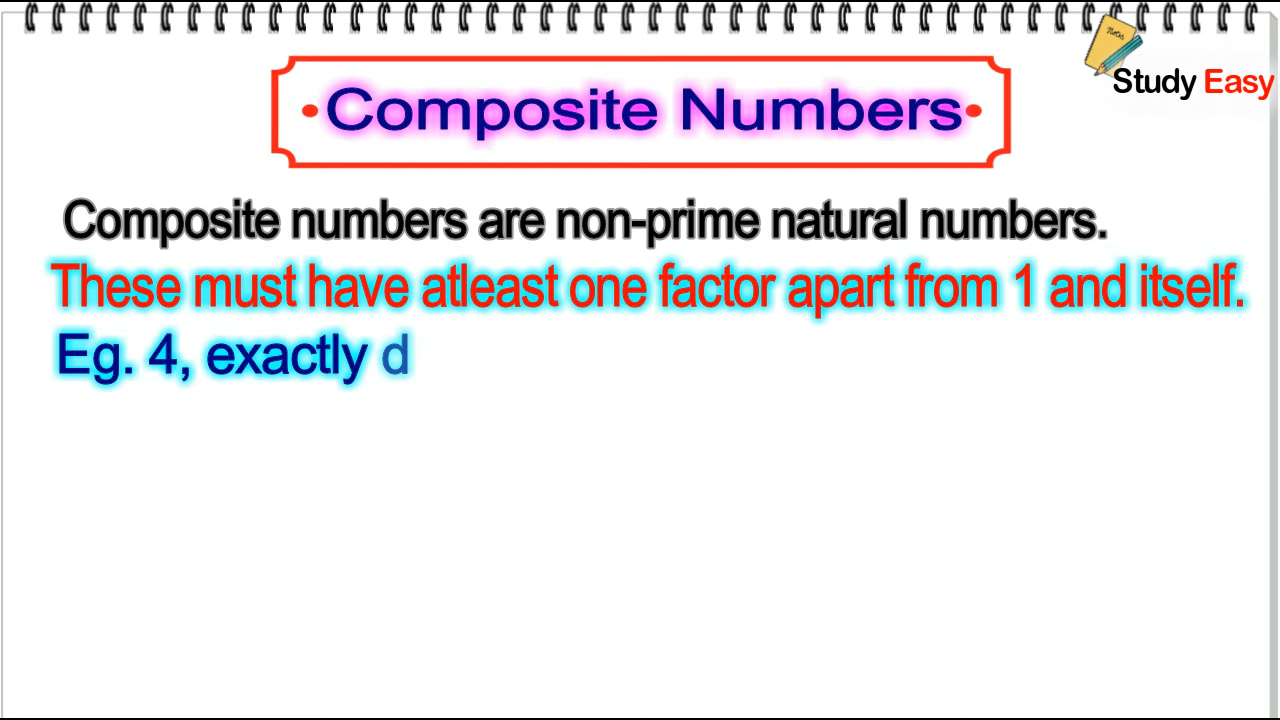 Study Easy
•Composite Numbers•
Composite numbers are non-prime natural numbers.
These must have atleast one factor apart from 1 and itself.
Eg. 4, exactly d